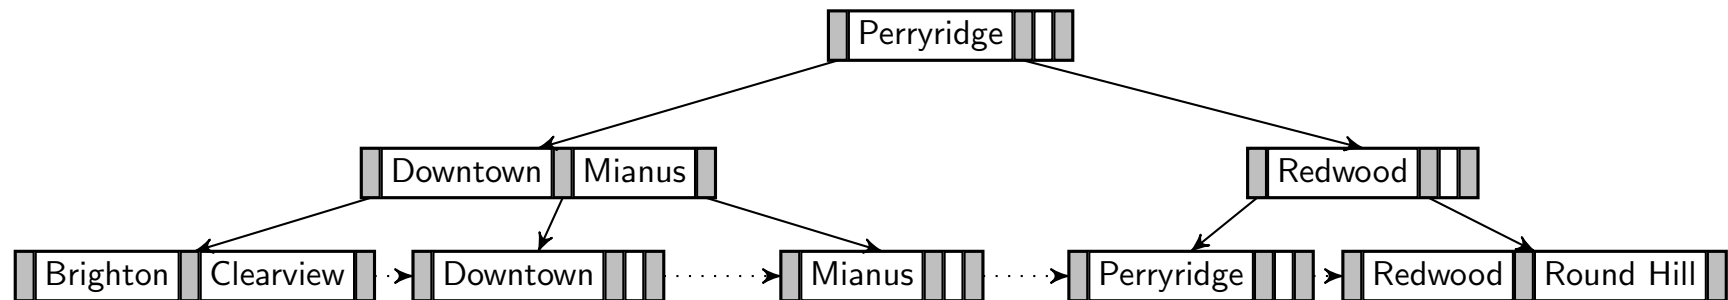 Perryridge
Downtown Mianus Redwood
Brighton Clearview Downtown Mianus Perryridge Redwood Round Hill